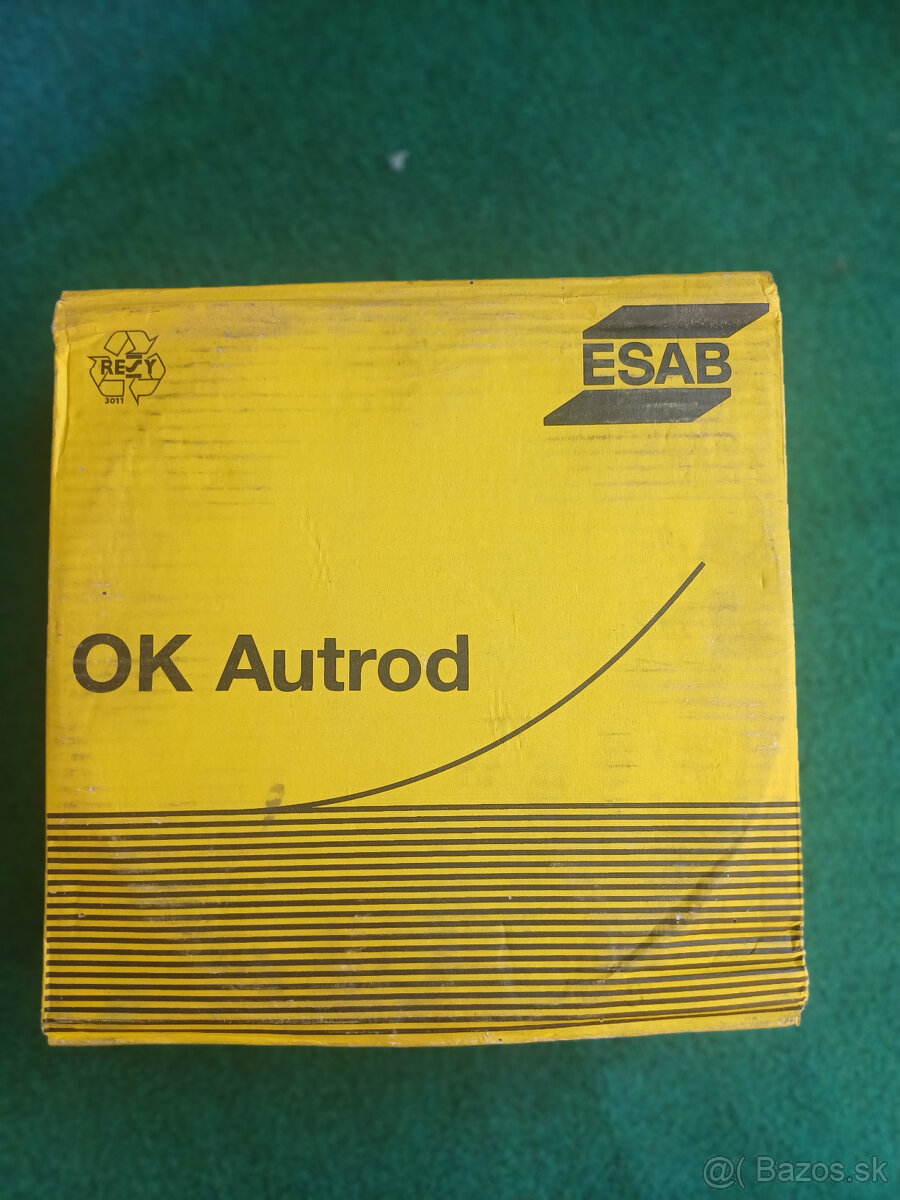 RESY
3011
ESAB
OK Autrod
@( Bazos.sk